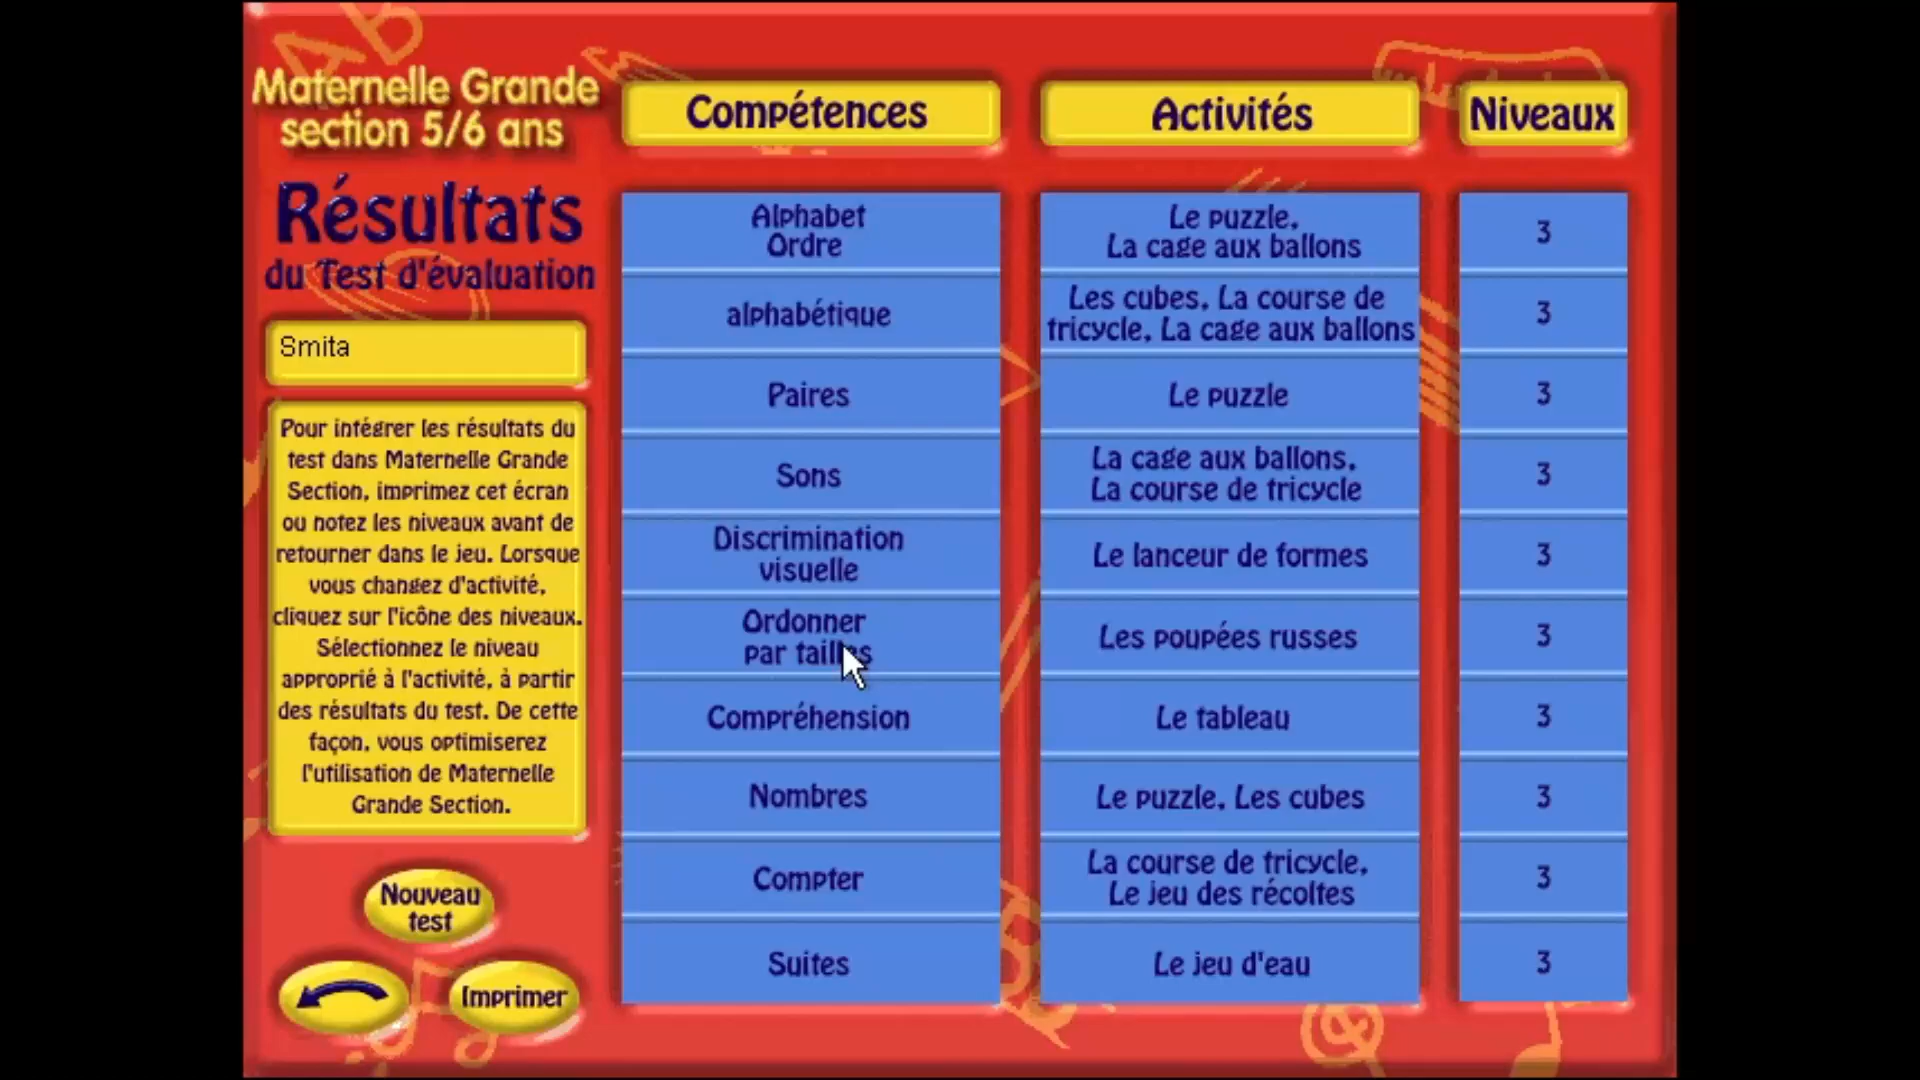 Maternelle Grande
section 5/6 ans
Résultats
du Test d'évaluation
Smita
Pour intégrer les résultats du
test dans Maternelle Grande
Section, imprimez cet écran
ou notez les niveaux avant de
retourner dans le jeu. Lorsque
vous changez d'activité,
cliquez sur l'icône des niveaux.
Sélectionnez le niveau
approprié à l'activité, à partir
des résultats du test. De cette
façon, vous optimiserez
l'utilisation de Maternelle
Grande Section.
Nouveau
test
Imprimer
Compétences
Activités
Niveaux
Alphabet
Ordre
Le puzzle,
La cage aux ballons
3
alphabétique
Les cubes, La course de
tricycle, La cage aux ballons
3
Paires
Le puzzle
3
Sons
La cage aux ballons,
La course de tricycle
3
Discrimination
visuelle
Le lanceur de formes
3
Ordonner
par tailles
Les poupées russes
3
Compréhension
Le tableau
3
Nombres
Le puzzle, Les cubes
3
Compter
La course de tricycle,
Le jeu des récoltes
3
Suites
Le jeu d'eau
3